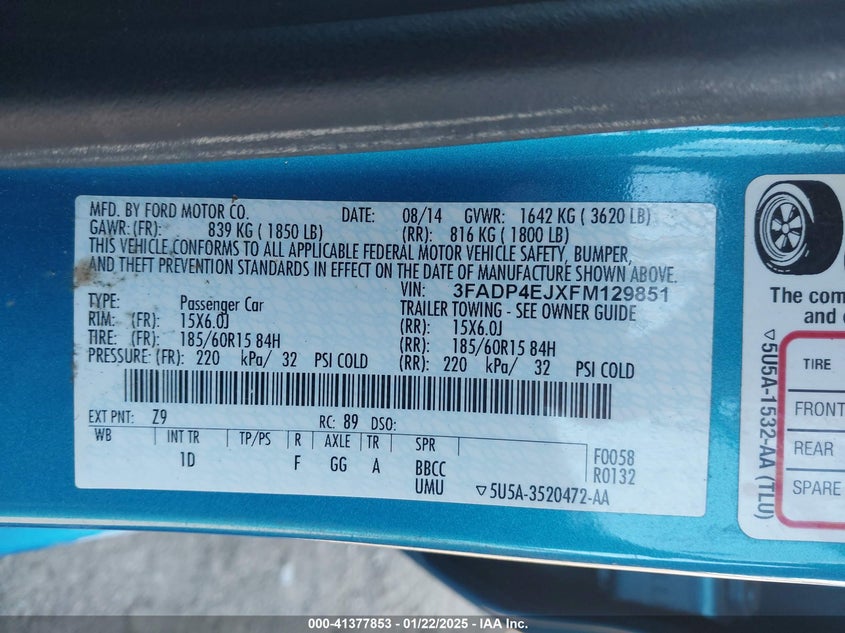 MFD. BY FORD MOTOR CO. DATE: 08/14 GVWR: 1642 KG ( 3620 LB)
GAWR: (FR): 839 KG ( 1850 LB) (RR): 816 KG ( 1800 LB)
THIS VEHICLE CONFORMS TO ALL APPLICABLE FEDERAL MOTOR VEHICLE SAFETY, BUMPER,
AND THEFT PREVENTION STANDARDS IN EFFECT ON THE DATE OF MANUFACTURE SHOWN ABOVE.
VIN: 3FADP4EJXFM129851
TYPE: Passenger Car TRAILER TOWING - SEE OWNER GUIDE
RIM: (FR): 15X6.0J (RR): 15X6.0J
TIRE: (FR): 185/60R15 84H (RR): 185/60R15 84H
PRESSURE: (FR): 220 kPa/ 32 PSI COLD (RR): 220 kPa/ 32 PSI COLD
EXT PNT: Z9 RC: 89 DSO:
WB INT TR TP/PS R AXLE TR SPR
1D F GG A BBCC
UMU
F0058
R0132
▽5U5A-3520472-AA
The com
and
▽5U5A-1532-AA (TLU)
TIRE
FRONT
REAR
SPARE
000-41377853 - 01/22/2025 - IAA Inc.